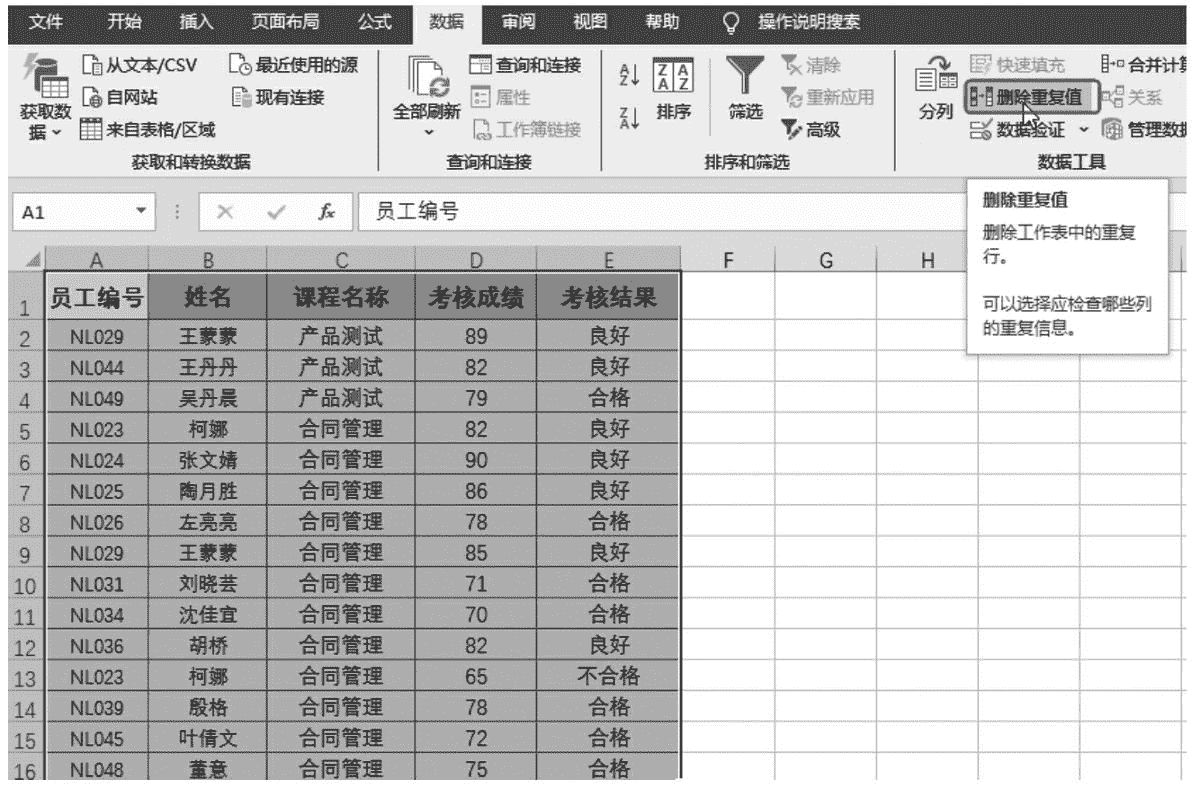 文件 开始 插入 页面布局 公式 数据 审阅 视图 帮助 操作说明搜索
获取数据
从文本/CSV
自网站
来自表格/区域
最近使用的源
现有连接
获取和转换数据
全部刷新
查询和连接
属性
工作簿链接
查询和连接
排序
筛选
清除
重新应用
高级
排序和筛选
分列
快速填充
删除重复值
数据验证
合并计算
关系
管理数据
数据工具
A1 fx 员工编号
删除重复值
删除工作表中的重复
行。
可以选择应检查哪些列
的重复信息。
A B C D E F G H
1 员工编号 姓名 课程名称 考核成绩 考核结果
2 NL029 王蒙蒙 产品测试 89 良好
3 NL044 王丹丹 产品测试 82 良好
4 NL049 吴丹晨 产品测试 79 合格
5 NL023 柯娜 合同管理 82 良好
6 NL024 张文婧 合同管理 90 良好
7 NL025 陶月胜 合同管理 86 良好
8 NL026 左亮亮 合同管理 78 合格
9 NL029 王蒙蒙 合同管理 85 良好
10 NL031 刘晓芸 合同管理 71 合格
11 NL034 沈佳宜 合同管理 70 合格
12 NL036 胡桥 合同管理 82 良好
13 NL023 柯娜 合同管理 65 不合格
14 NL039 殷格 合同管理 78 合格
15 NL045 叶倩文 合同管理 72 合格
16 NL048 董意 合同管理 75 合格